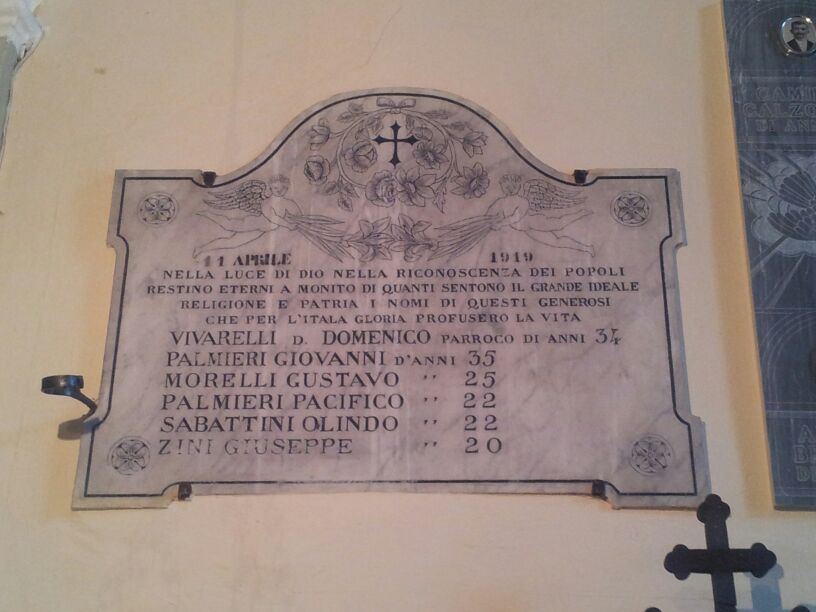 11 APRILE 1919
NELLA LUCE DI DIO NELLA RICONOSCENZA DEI POPOLI
RESTINO ETERNI A MONITO DI QUANTI SENTONO IL GRANDE IDEALE
RELIGIONE E PATRIA I NOMI DI QUESTI GENEROSI
CHE PER L'ITALA GLORIA PROFUSERO LA VITA
VIVARELLI D. DOMENICO PARROCO DI ANNI 34
PALMIERI GIOVANNI D'ANNI 35
MORELLI GUSTAVO " 25
PALMIERI PACIFICO " 22
SABATTINI OLINDO " 22
ZINI GIUSEPPE " 20